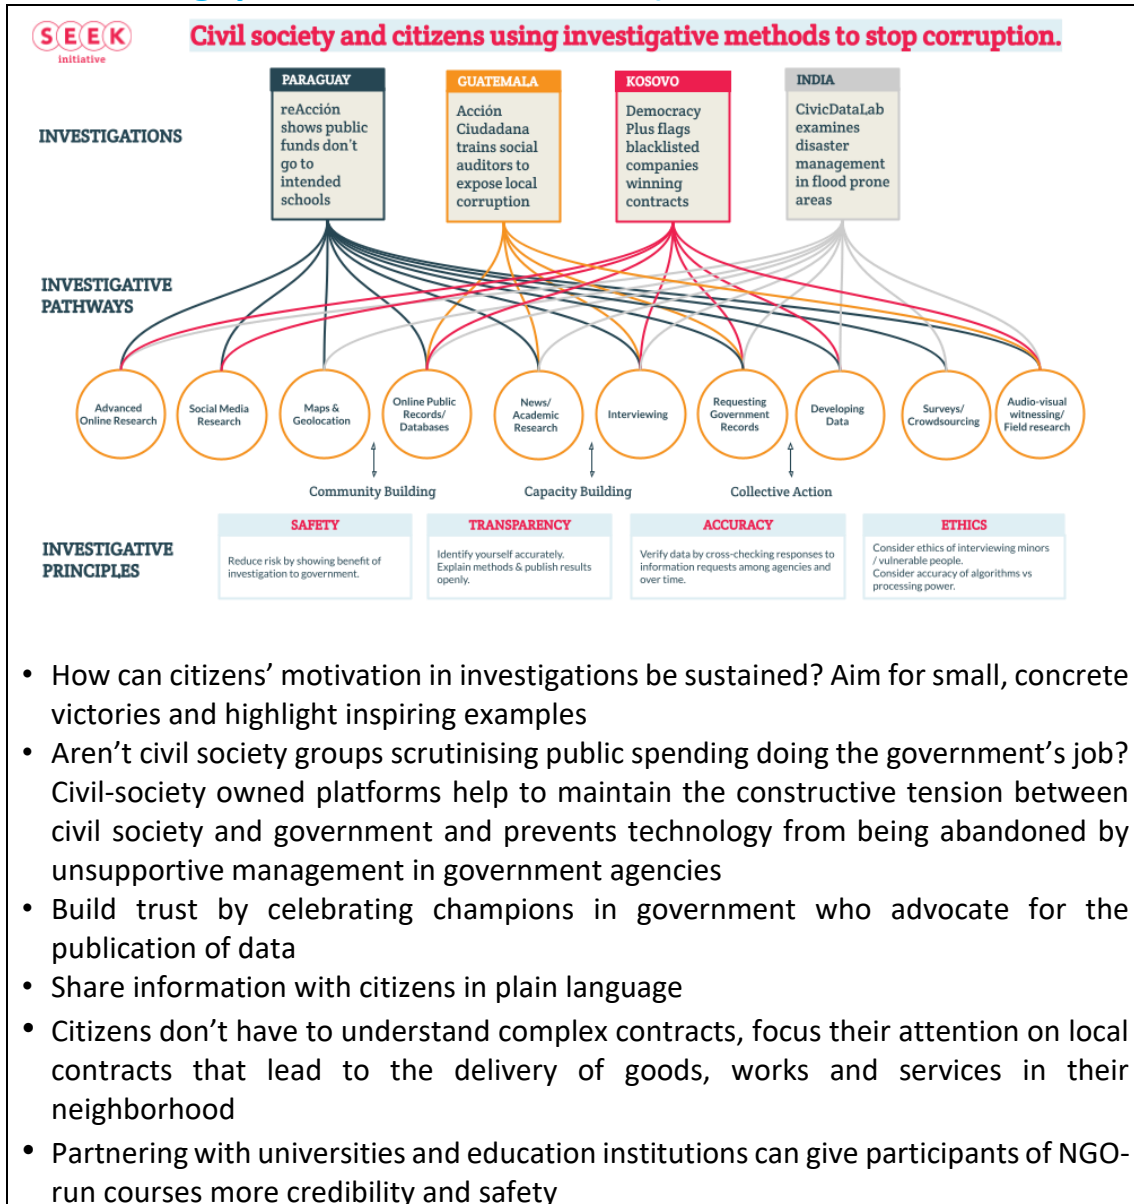 SEEK
initiative
Civil society and citizens using investigative methods to stop corruption.
INVESTIGATIONS
PARAGUAY
reAcción
shows public
funds don't
go to
intended
schools
GUATEMALA
Acción
Ciudadana
trains social
auditors to
expose local
corruption
KOSOVO
Democracy
Plus flags
blacklisted
companies
winning
contracts
INDIA
CivicDataLab
examines
disaster
management
in flood prone
areas
INVESTIGATIVE
PATHWAYS
Advanced
Online Research
Social Media
Research
Maps &
Geolocation
Online Public
Records/
Databases
News/
Academic
Research
Interviewing
Requesting
Government
Records
Developing
Data
Surveys/
Crowdsourcing
Audio-visual
witnessing/
Field research
Community Building
Capacity Building
Collective Action
INVESTIGATIVE
PRINCIPLES
SAFETY
Reduce risk by showing benefit of
investigation to government.
TRANSPARENCY
Identify yourself accurately.
Explain methods & publish results
openly.
ACCURACY
Verify data by cross-checking responses to
information requests among agencies and
over time.
ETHICS
Consider ethics of interviewing minors
/ vulnerable people.
Consider accuracy of algorithms vs
processing power.
• How can citizens' motivation in investigations be sustained? Aim for small, concrete
victories and highlight inspiring examples
• Aren't civil society groups scrutinising public spending doing the government's job?
Civil-society owned platforms help to maintain the constructive tension between
civil society and government and prevents technology from being abandoned by
unsupportive management in government agencies
• Build trust by celebrating champions in government who advocate for the
publication of data
• Share information with citizens in plain language
• Citizens don't have to understand complex contracts, focus their attention on local
contracts that lead to the delivery of goods, works and services in their
neighborhood
• Partnering with universities and education institutions can give participants of NGO-
run courses more credibility and safety